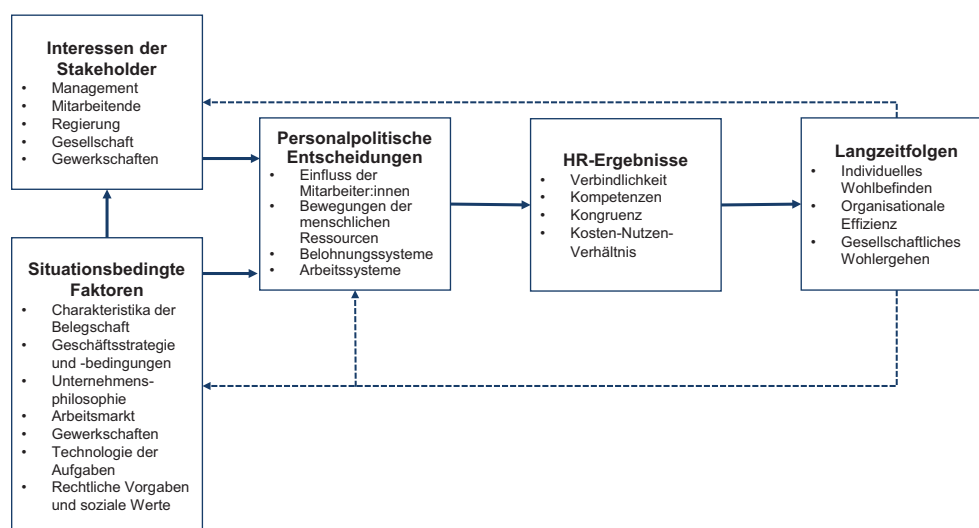 Interessen der
Stakeholder
• Management
• Mitarbeitende
• Regierung
• Gesellschaft
• Gewerkschaften
Situationsbedingte
Faktoren
• Charakteristika der
Belegschaft
• Geschäftsstrategie
und -bedingungen
• Unternehmens-
philosophie
• Arbeitsmarkt
• Gewerkschaften
• Technologie der
Aufgaben
• Rechtliche Vorgaben
und soziale Werte
Personalpolitische
Entscheidungen
• Einfluss der
Mitarbeiter:innen
• Bewegungen der
menschlichen
Ressourcen
• Belohnungssysteme
• Arbeitssysteme
HR-Ergebnisse
• Verbindlichkeit
• Kompetenzen
• Kongruenz
• Kosten-Nutzen-
Verhältnis
Langzeitfolgen
• Individuelles
Wohlbefinden
• Organisationale
Effizienz
• Gesellschaftliches
Wohlergehen